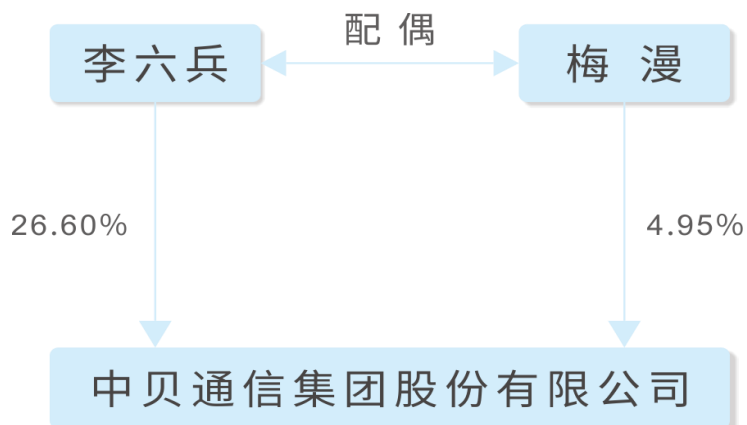 配偶
李六兵
梅漫
26.60%
4.95%
中贝通信集团股份有限公司